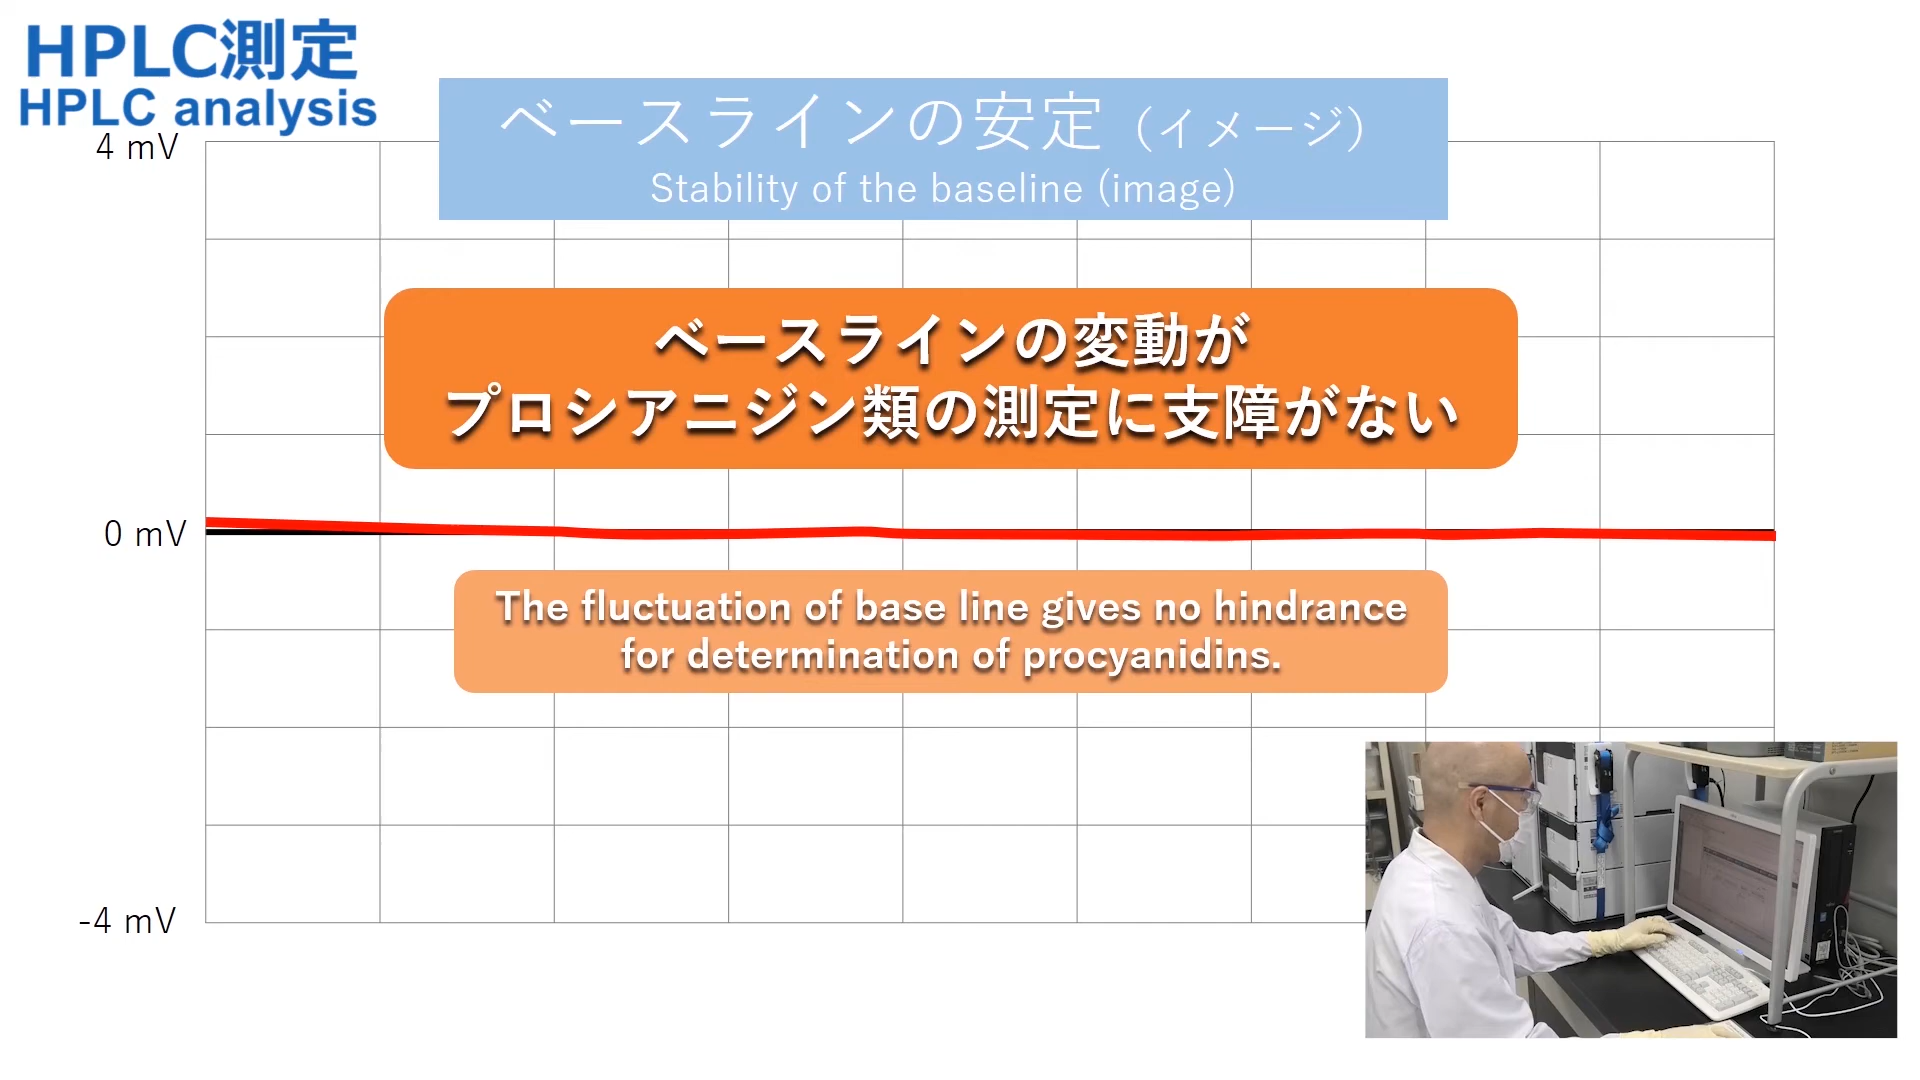 HPLC測定
HPLC analysis
ベースラインの安定（イメージ）
Stability of the baseline (image)
4 mV
ベースラインの変動が
プロシアニジン類の測定に支障がない
0 mV
The fluctuation of base line gives no hindrance
for determination of procyanidins.
-4 mV